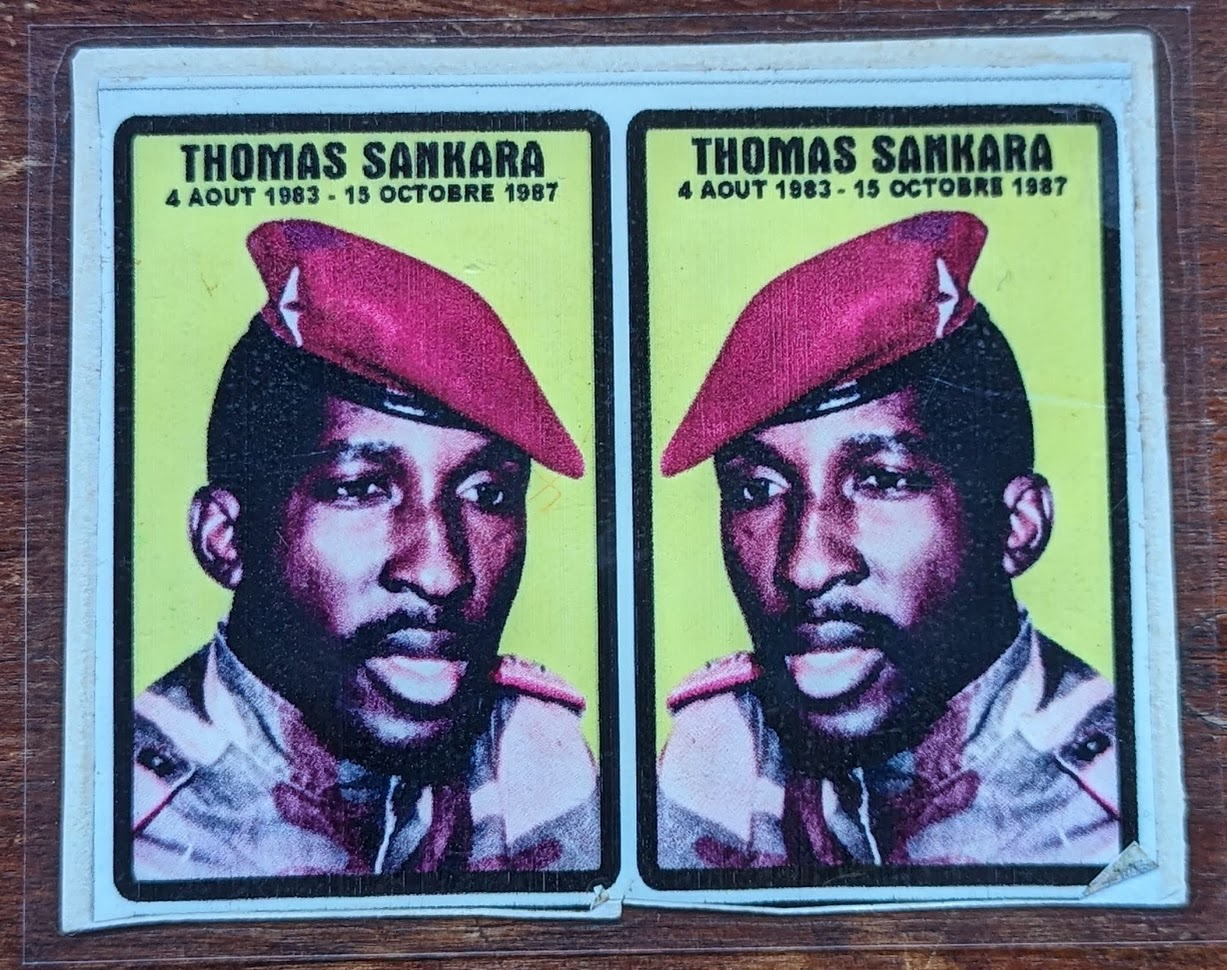 THOMAS SANKARA
4 AOUT 1983 - 15 OCTOBRE 1987
THOMAS SANKARA
4 AOUT 1983 - 15 OCTOBRE 1987